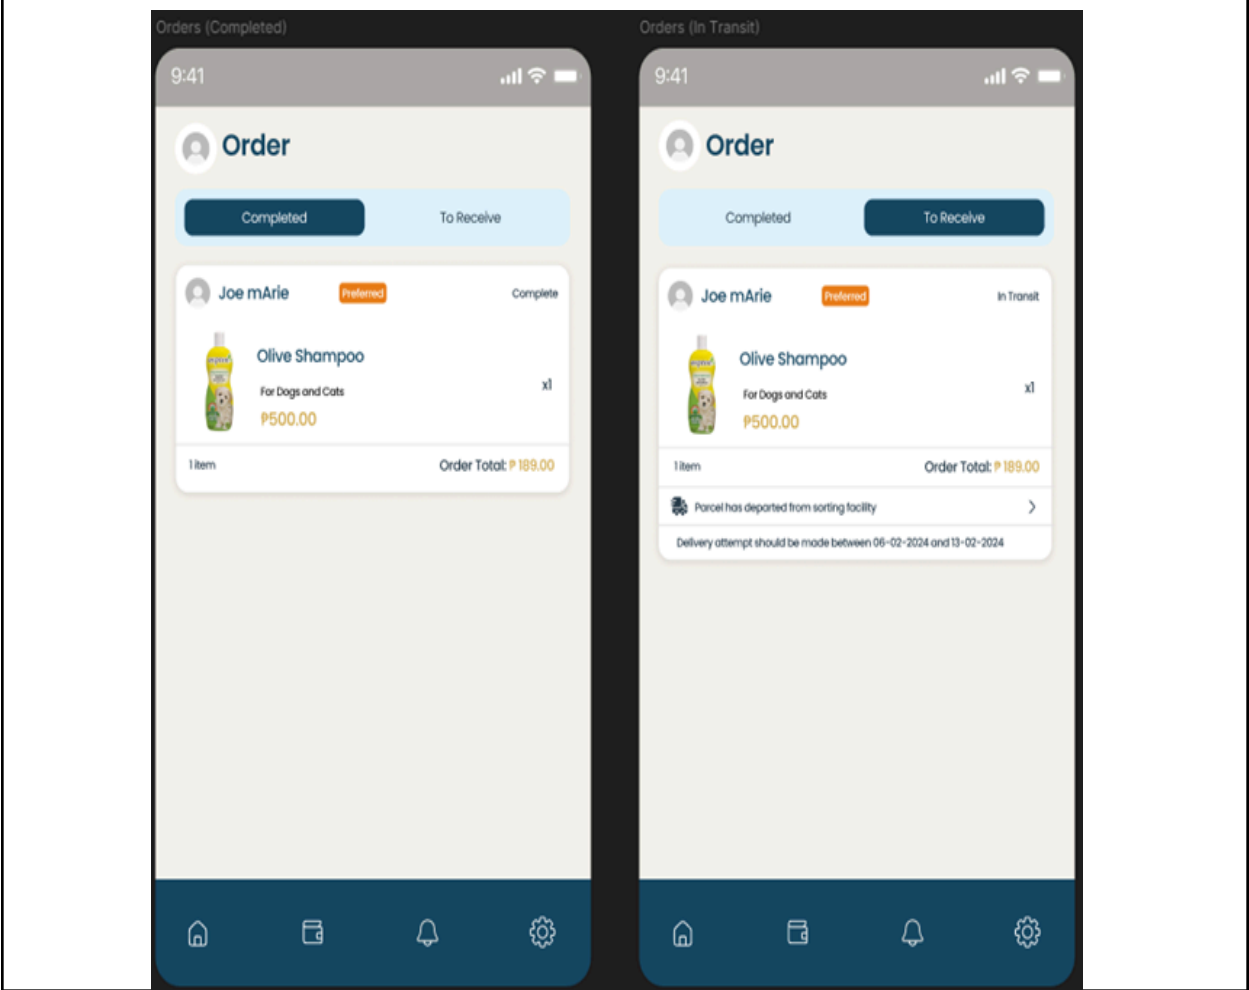 Orders (Completed)
9:41
Order
Completed To Receive
Joe mArie Preferred Complete
Olive Shampoo
For Dogs and Cats x1
₱500.00
1 item Order Total: ₱ 189.00
Orders (In Transit)
9:41
Order
Completed To Receive
Joe mArie Preferred In Transit
Olive Shampoo
For Dogs and Cats x1
₱500.00
1 item Order Total: ₱ 189.00
Parcel has departed from sorting facility
Delivery attempt should be made between 06-02-2024 and 13-02-2024